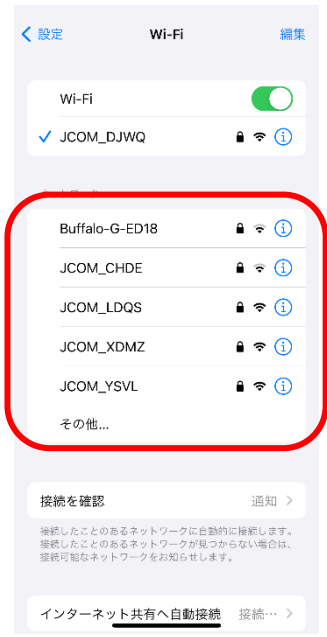 設定 Wi-Fi 編集
Wi-Fi
JCOM_DJWQ
Buffalo-G-ED18
JCOM_CHDE
JCOM_LDQS
JCOM_XDMZ
JCOM_YSVL
その他...
接続を確認 通知
接続したことのあるネットワークに自動的に接続します。
接続したことのあるネットワークが見つからない場合は、
接続可能なネットワークをお知らせします。
インターネット共有へ自動接続 接続…